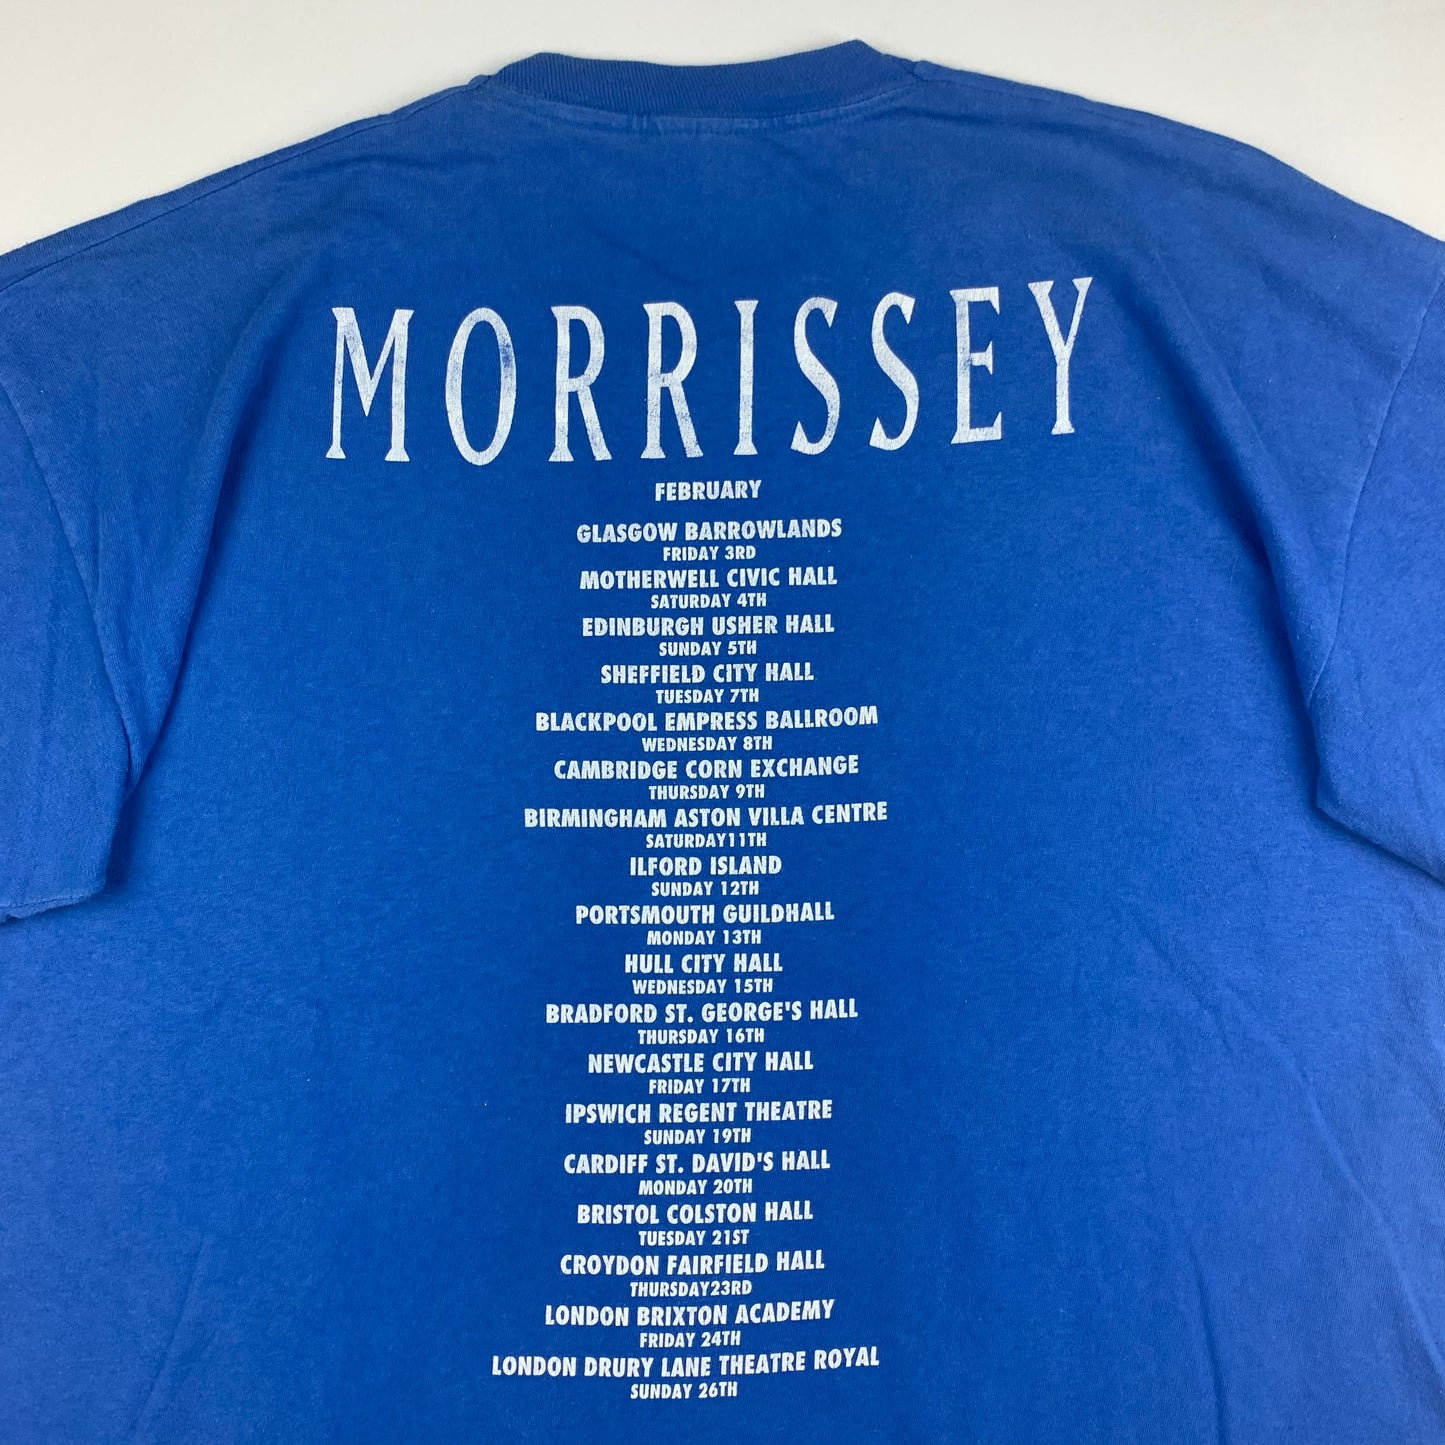 MORRISSEY
FEBRUARY
GLASGOW BARROWLANDS
FRIDAY 3RD
MOTHERWELL CIVIC HALL
SATURDAY 4TH
EDINBURGH USHER HALL
SUNDAY 5TH
SHEFFIELD CITY HALL
TUESDAY 7TH
BLACKPOOL EMPRESS BALLROOM
WEDNESDAY 8TH
CAMBRIDGE CORN EXCHANGE
THURSDAY 9TH
BIRMINGHAM ASTON VILLA CENTRE
SATURDAY11TH
ILFORD ISLAND
SUNDAY 12TH
PORTSMOUTH GUILDHALL
MONDAY 13TH
HULL CITY HALL
WEDNESDAY 15TH
BRADFORD ST. GEORGE'S HALL
THURSDAY 16TH
NEWCASTLE CITY HALL
FRIDAY 17TH
IPSWICH REGENT THEATRE
SUNDAY 19TH
CARDIFF ST. DAVID'S HALL
MONDAY 20TH
BRISTOL COLSTON HALL
TUESDAY 21ST
CROYDON FAIRFIELD HALL
THURSDAY23RD
LONDON BRIXTON ACADEMY
FRIDAY 24TH
LONDON DRURY LANE THEATRE ROYAL
SUNDAY 26TH